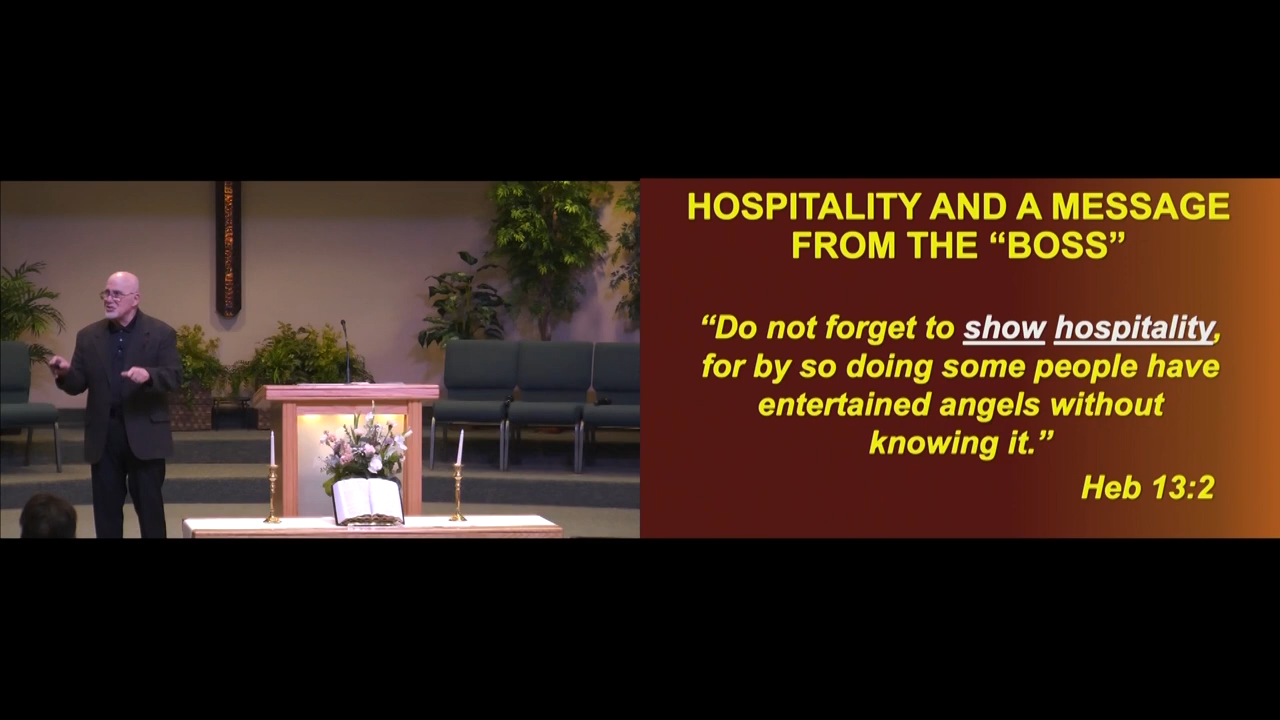 HOSPITALITY AND A MESSAGE
FROM THE “BOSS”
“Do not forget to show hospitality,
for by so doing some people have
entertained angels without
knowing it.”
Heb 13:2